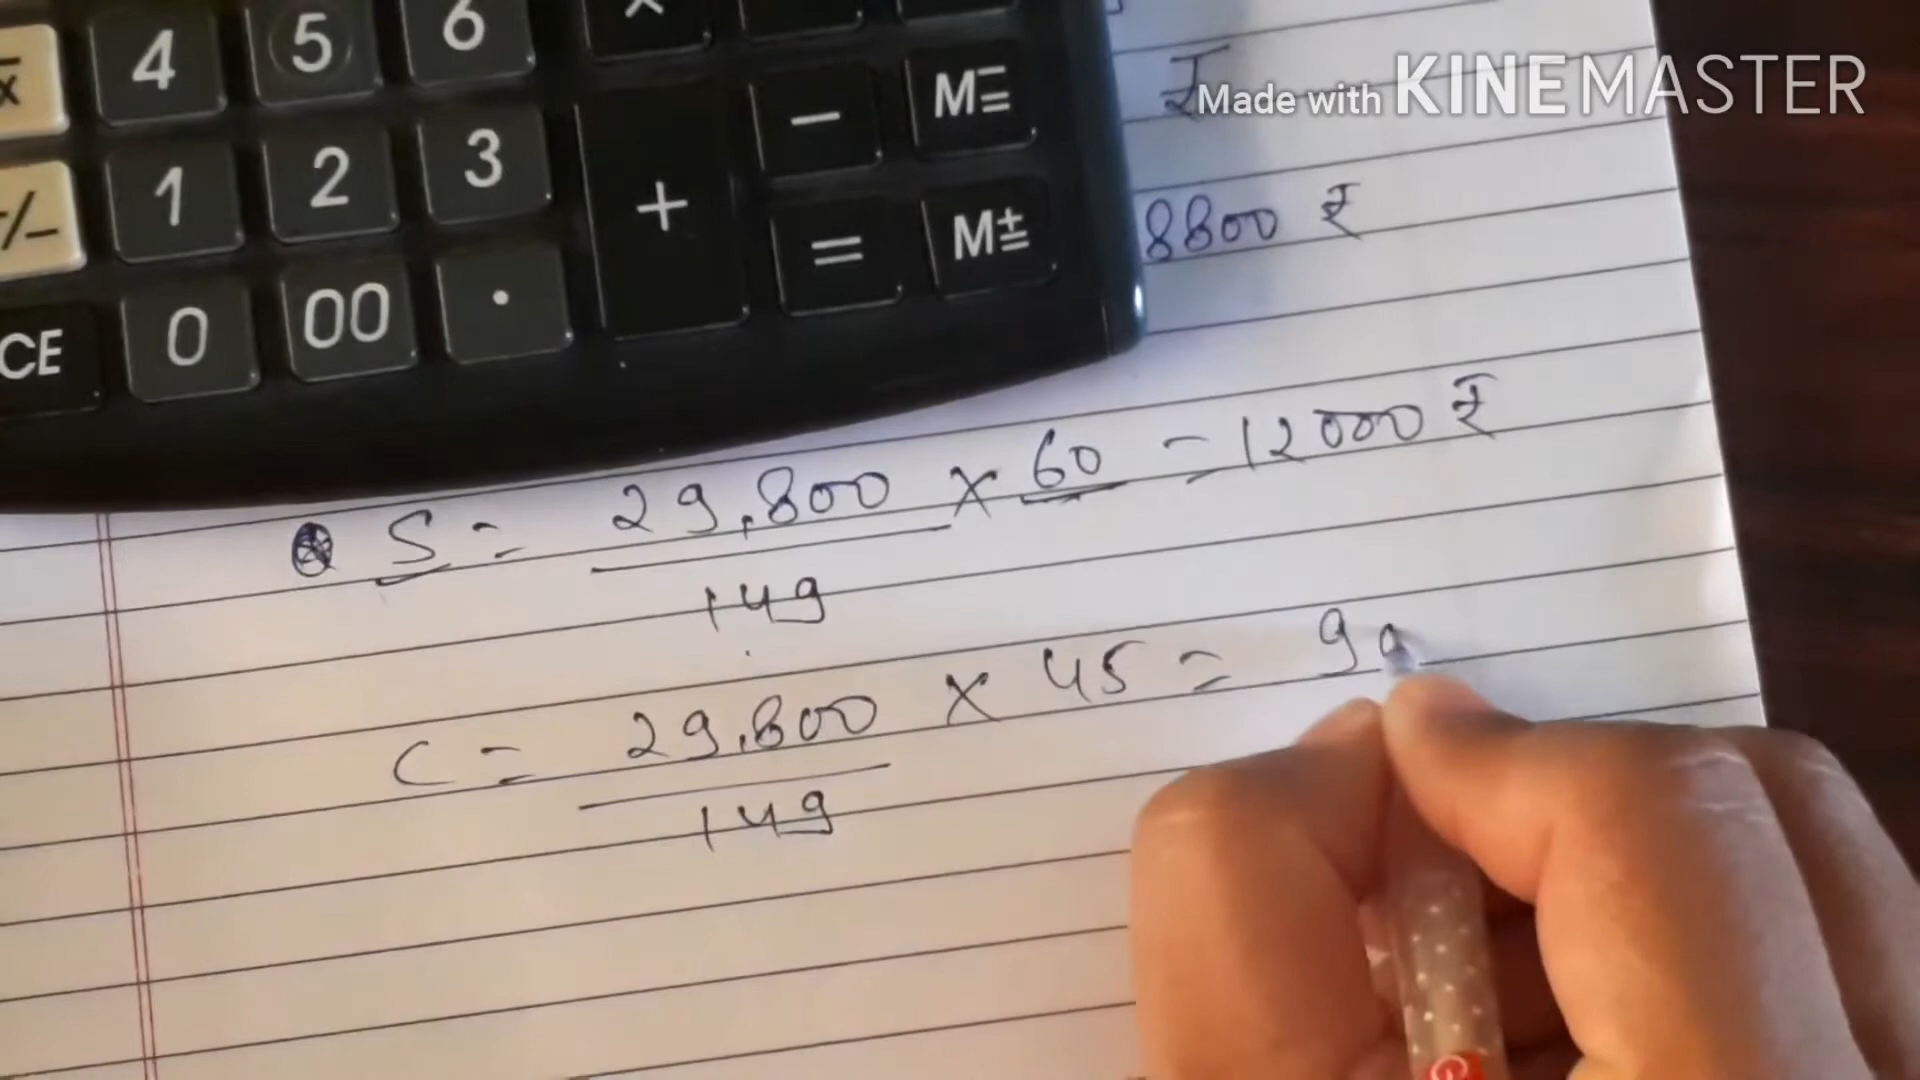 Made with KINEMASTER
4 5 6 ×
1 2 3 + − M=
0 00 . = M±
CE
₹
8800 ₹
S = 29,800 × 60 = 12000 ₹
149
C = 29,800 × 45 = 90
149